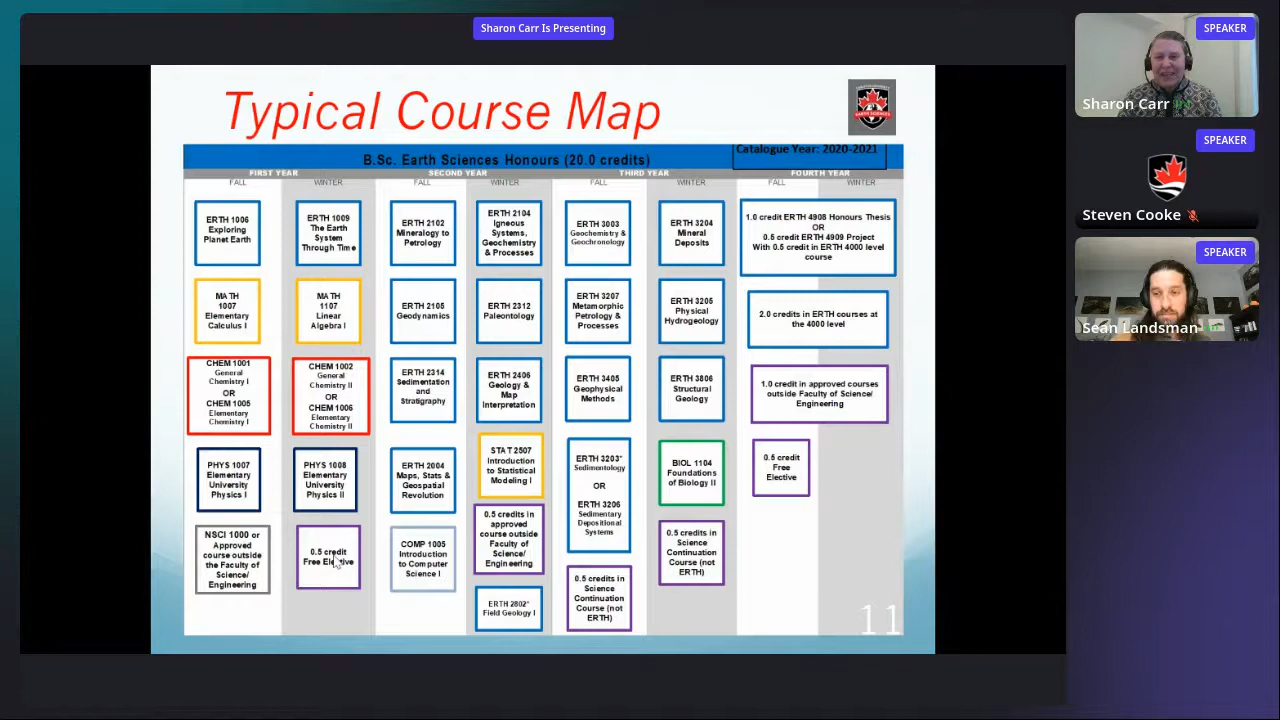 Sharon Carr Is Presenting
Typical Course Map
B.Sc. Earth Sciences Honours (20.0 credits)
Catalogue Year: 2020-2021
FIRST YEAR
SECOND YEAR
THIRD YEAR
FOURTH YEAR
FALL
WINTER
FALL
WINTER
FALL
WINTER
FALL
WINTER
ERTH 1006
Exploring
Planet Earth
ERTH 1009
The Earth
System
Through Time
ERTH 2102
Mineralogy to
Petrology
ERTH 2104
Igneous
Systems,
Geochemistry
& Processes
ERTH 3003
Geochemistry &
Geochronology
ERTH 3204
Mineral
Deposits
1.0 credit ERTH 4908 Honours Thesis
OR
0.5 credit ERTH 4909 Project
With 0.5 credit in ERTH 4000 level
course
MATH
1007
Elementary
Calculus I
MATH
1107
Linear
Algebra I
ERTH 2105
Geodynamics
ERTH 2312
Paleontology
ERTH 3207
Metamorphic
Petrology &
Processes
ERTH 3205
Physical
Hydrogeology
2.0 credits in ERTH courses at
the 4000 level
CHEM 1001
General
Chemistry I
OR
CHEM 1005
Elementary
Chemistry I
CHEM 1002
General
Chemistry II
OR
CHEM 1006
Elementary
Chemistry II
ERTH 2314
Sedimentation
and
Stratigraphy
ERTH 2406
Geology &
Map
Interpretation
ERTH 3405
Geophysical
Methods
ERTH 3806
Structural
Geology
1.0 credit in approved courses
outside Faculty of Science/
Engineering
PHYS 1007
Elementary
University
Physics I
PHYS 1008
Elementary
University
Physics II
ERTH 2004
Maps, Stats &
Geospatial
Revolution
STAT 2507
Introduction
to Statistical
Modeling I
ERTH 3203*
Sedimentology
OR
ERTH 3206
Sedimentary
Depositional
Systems
BIOL 1104
Foundations
of Biology II
0.5 credit
Free
Elective
NSCI 1000 or
Approved
course outside
the Faculty of
Science/
Engineering
0.5 credit
Free Elective
COMP 1005
Introduction
to Computer
Science I
0.5 credits in
approved
course outside
Faculty of
Science/
Engineering
0.5 credits in
Science
Continuation
Course (not
ERTH)
ERTH 2802*
Field Geology I
0.5 credits in
Science
Continuation
Course (not
ERTH)
11
SPEAKER
Sharon Carr
SPEAKER
Steven Cooke
SPEAKER
Sean Landsman